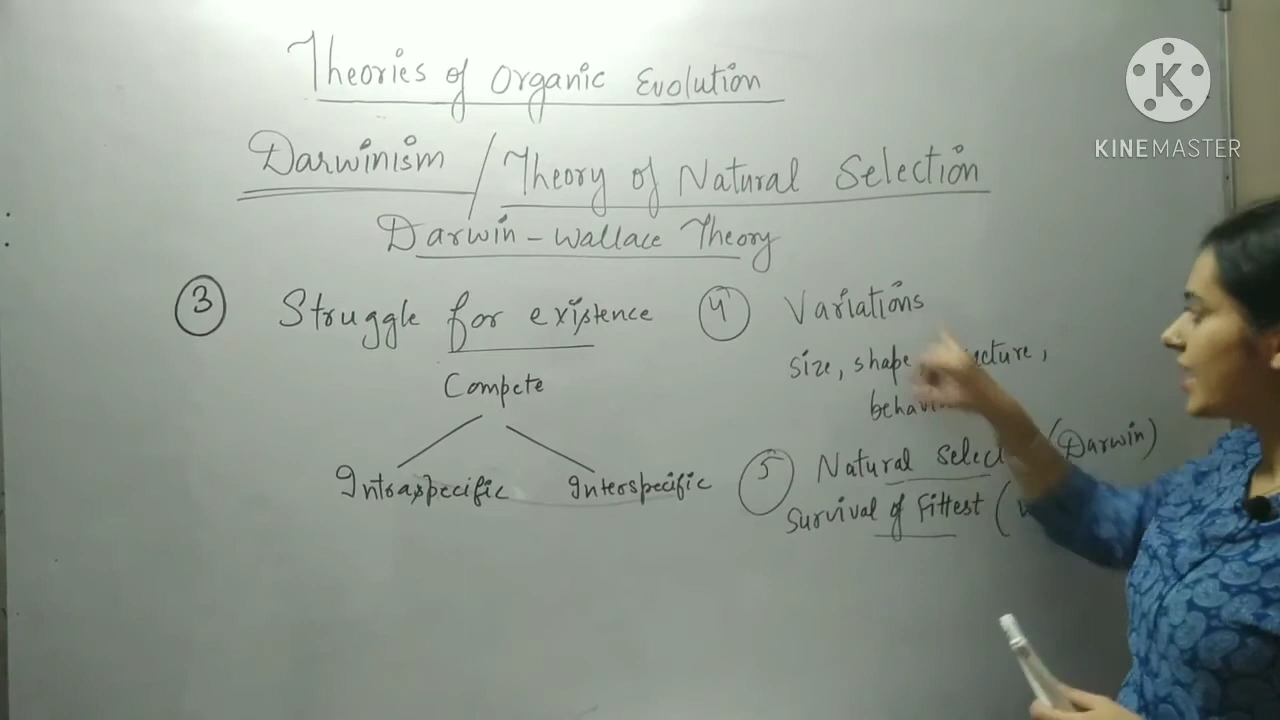 Theories of Organic Evolution
Darwinism / Theory of Natural Selection
Darwin - Wallace Theory
③ Struggle for existence
Compete
Intraspecific Interspecific
④ Variations
size, shape,
⑤ Natural (Darwin)
Survival of Fittest (
KINEMASTER